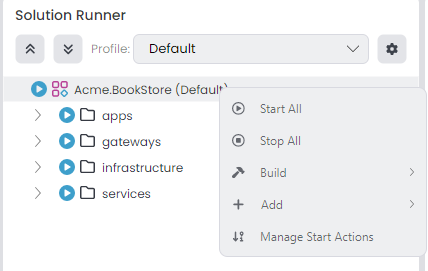 Solution Runner
Profile: Default
Acme.BookStore (Default)
apps
gateways
infrastructure
services
Start All
Stop All
Build
Add
Manage Start Actions